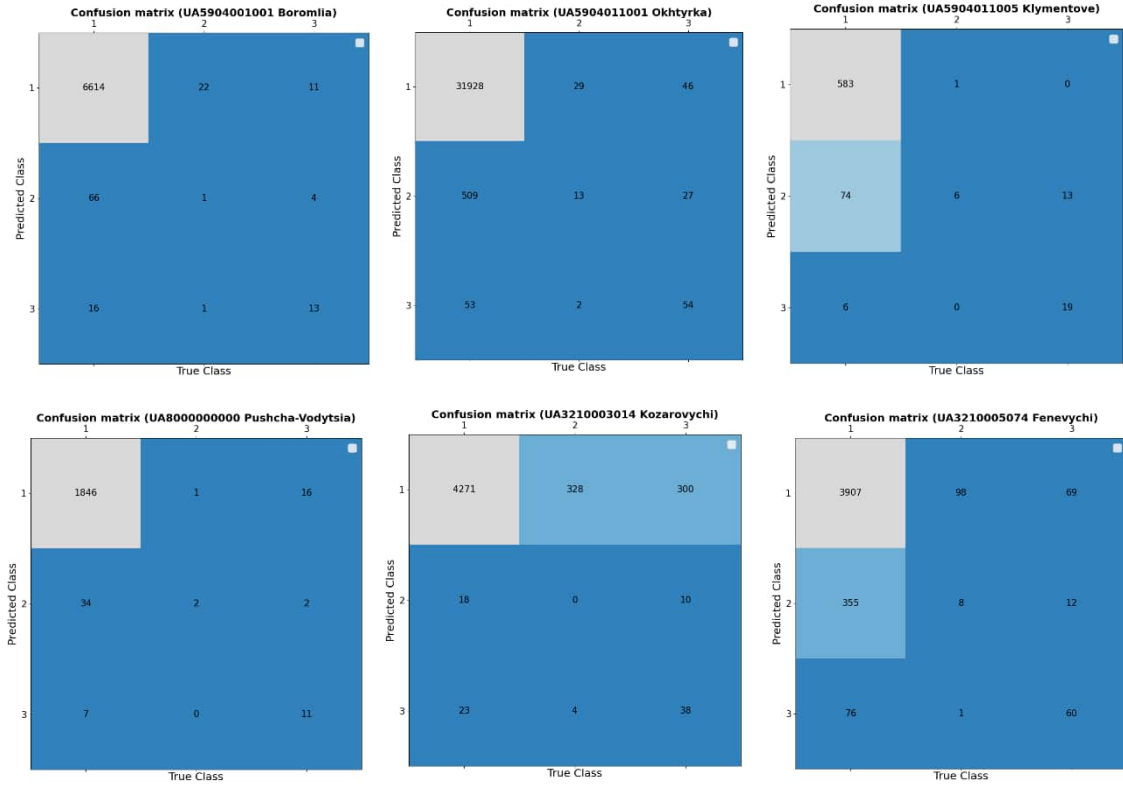 Confusion matrix (UA5904001001 Boromlia)
1 2 3
1 6614 22 11
2 66 1 4
3 16 1 13
Predicted Class
True Class
Confusion matrix (UA5904011001 Okhtyrka)
1 2 3
1 31928 29 46
2 509 13 27
3 53 2 54
Predicted Class
True Class
Confusion matrix (UA5904011005 Klymentove)
1 2 3
1 583 1 0
2 74 6 13
3 6 0 19
Predicted Class
True Class
Confusion matrix (UA8000000000 Pushcha-Vodytsia)
1 2 3
1 1846 1 16
2 34 2 2
3 7 0 11
Predicted Class
True Class
Confusion matrix (UA3210003014 Kozarovychi)
1 2 3
1 4271 328 300
2 18 0 10
3 23 4 38
Predicted Class
True Class
Confusion matrix (UA3210005074 Fenevychi)
1 2 3
1 3907 98 69
2 355 8 12
3 76 1 60
Predicted Class
True Class